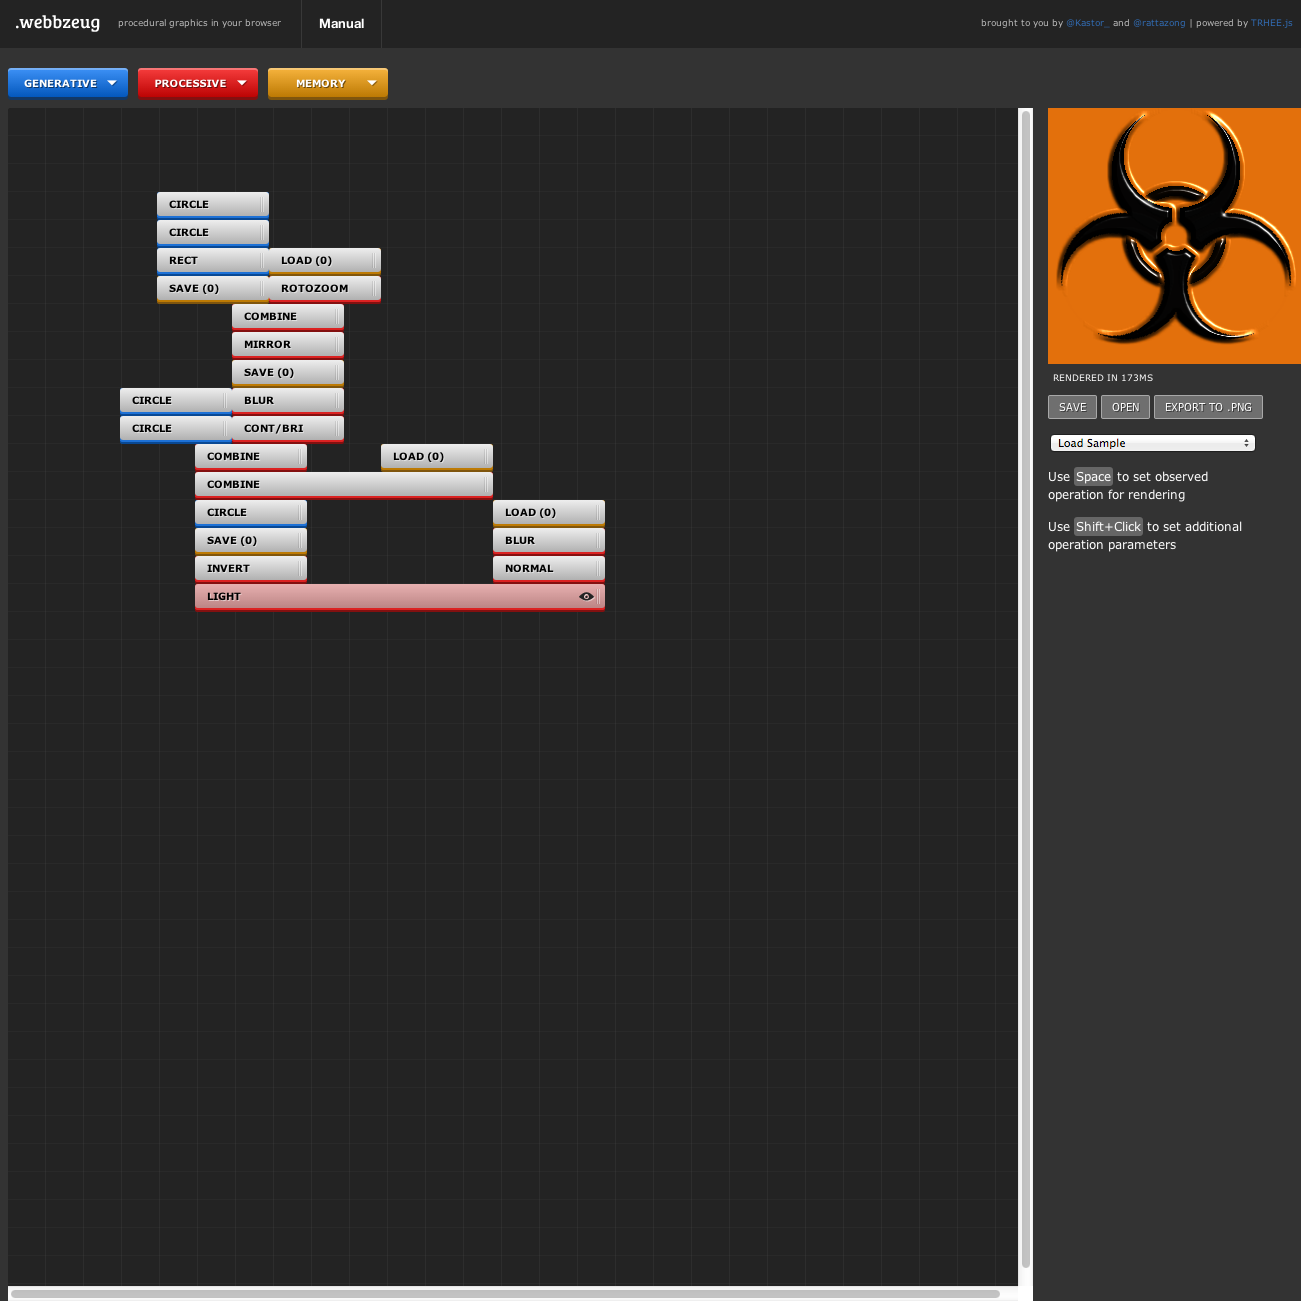 .webbzeug procedural graphics in your browser Manual brought to you by @Kastor_ and @rattazong | powered by TRHEE.js
GENERATIVE PROCESSIVE MEMORY
CIRCLE
CIRCLE
RECT LOAD (0)
SAVE (0) ROTOZOOM
COMBINE
MIRROR
SAVE (0)
CIRCLE BLUR
CIRCLE CONT/BRI
COMBINE LOAD (0)
COMBINE
CIRCLE LOAD (0)
SAVE (0) BLUR
INVERT NORMAL
LIGHT
RENDERED IN 173MS
SAVE OPEN EXPORT TO .PNG
Load Sample
Use Space to set observed
operation for rendering
Use Shift+Click to set additional
operation parameters